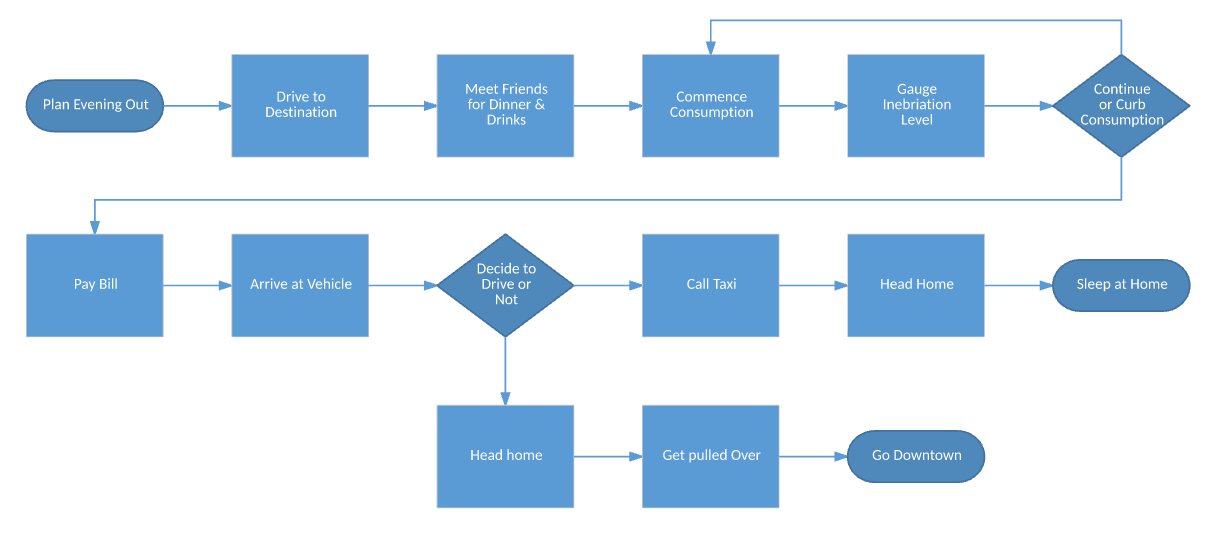 Plan Evening Out
Drive to
Destination
Meet Friends
for Dinner &
Drinks
Commence
Consumption
Gauge
Inebriation
Level
Continue
or Curb
Consumption
Pay Bill
Arrive at Vehicle
Decide to
Drive or
Not
Call Taxi
Head Home
Sleep at Home
Head home
Get pulled Over
Go Downtown